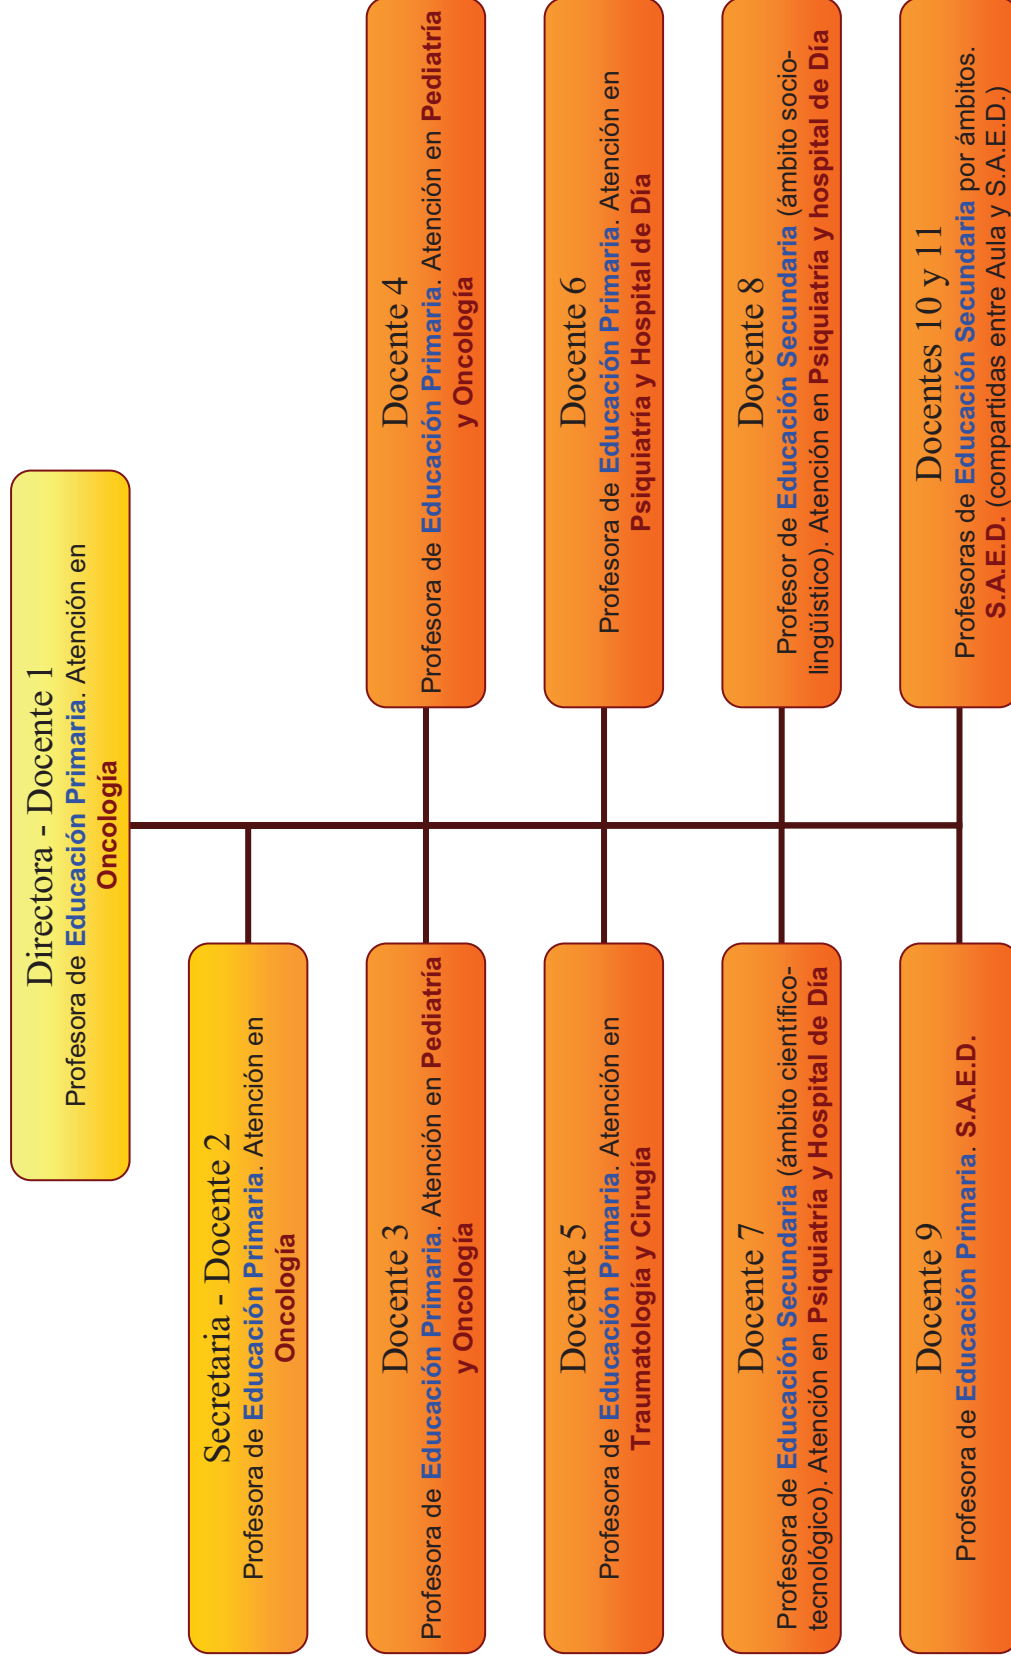 Directora - Docente 1
Profesora de Educación Primaria. Atención en
Oncología
Secretaria - Docente 2
Profesora de Educación Primaria. Atención en
Oncología
Docente 3
Profesora de Educación Primaria. Atención en Pediatría
y Oncología
Docente 4
Profesora de Educación Primaria. Atención en Pediatría
y Oncología
Docente 5
Profesora de Educación Primaria. Atención en
Traumatología y Cirugía
Docente 6
Profesora de Educación Primaria. Atención en
Psiquiatría y Hospital de Día
Docente 7
Profesora de Educación Secundaria (ámbito científico-
tecnológico). Atención en Psiquiatría y Hospital de Día
Docente 8
Profesor de Educación Secundaria (ámbito socio-
lingüístico). Atención en Psiquiatría y hospital de Día
Docente 9
Profesora de Educación Primaria. S.A.E.D.
Docentes 10 y 11
Profesoras de Educación Secundaria por ámbitos.
S.A.E.D. (compartidas entre Aula y S.A.E.D.)